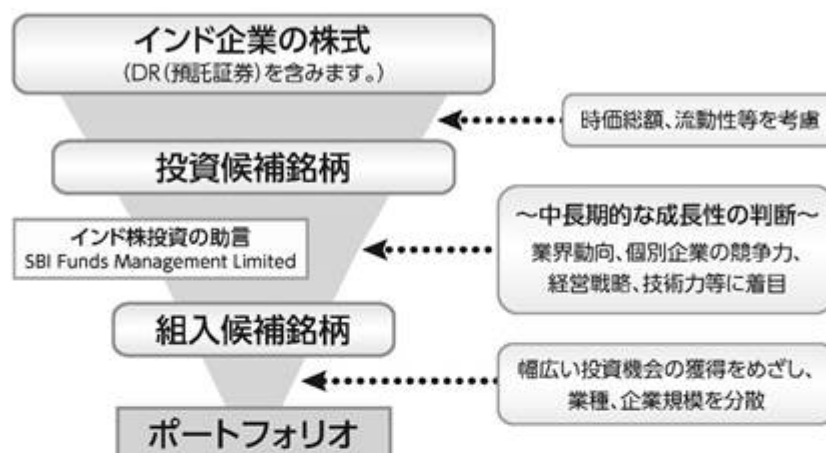 インド企業の株式
(DR(預託証券)を含みます。)
時価総額、流動性等を考慮
投資候補銘柄
インド株投資の助言
SBI Funds Management Limited
～中長期的な成長性の判断～
業界動向、個別企業の競争力、
経営戦略、技術力等に着目
組入候補銘柄
幅広い投資機会の獲得をめざし、
業種、企業規模を分散
ポートフォリオ